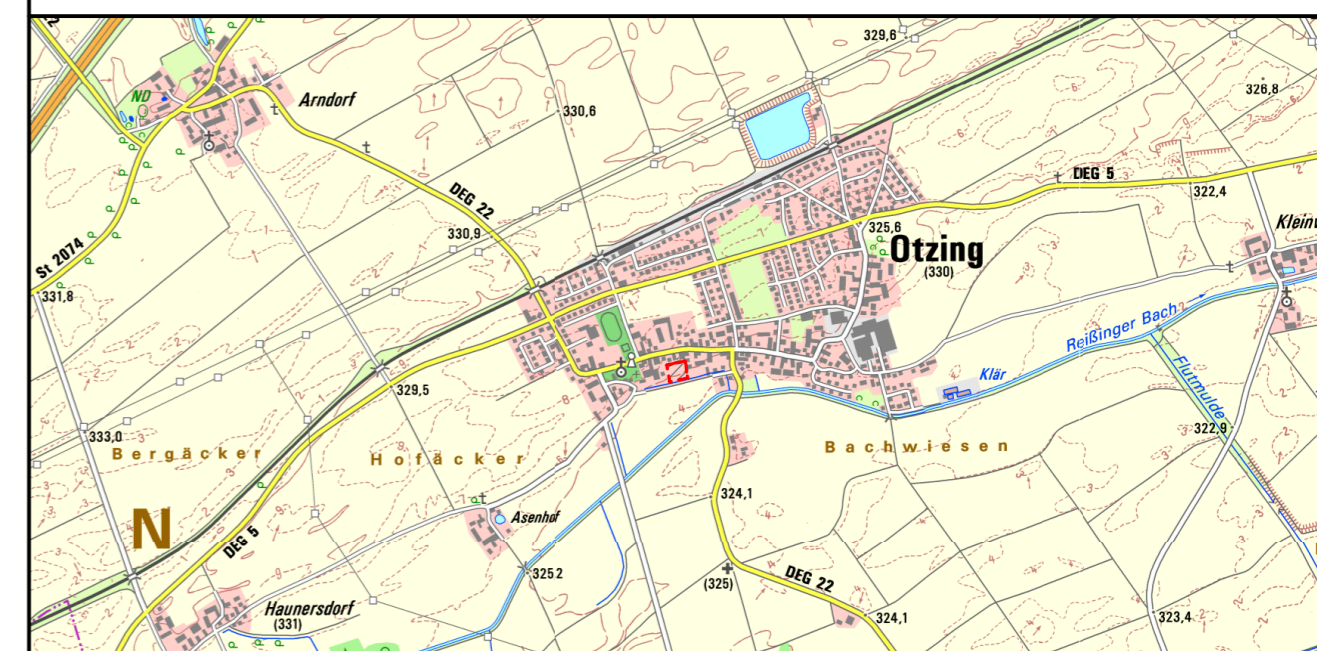 329,6
326,8
ND
Arndorf
330,6
DEG 22
DEG 5
322,4
330,9
325,6
Otzing
(330)
St 2074
331,8
Reißinger Bach
Klär
Flutmulde
329,5
333,0
Bergäcker
Hofäcker
Bachwiesen
322,9
324,1
N
DEG 5
Asenhof
325 2
(325)
DEG 22
Haunersdorf
(331)
324,1
323,4